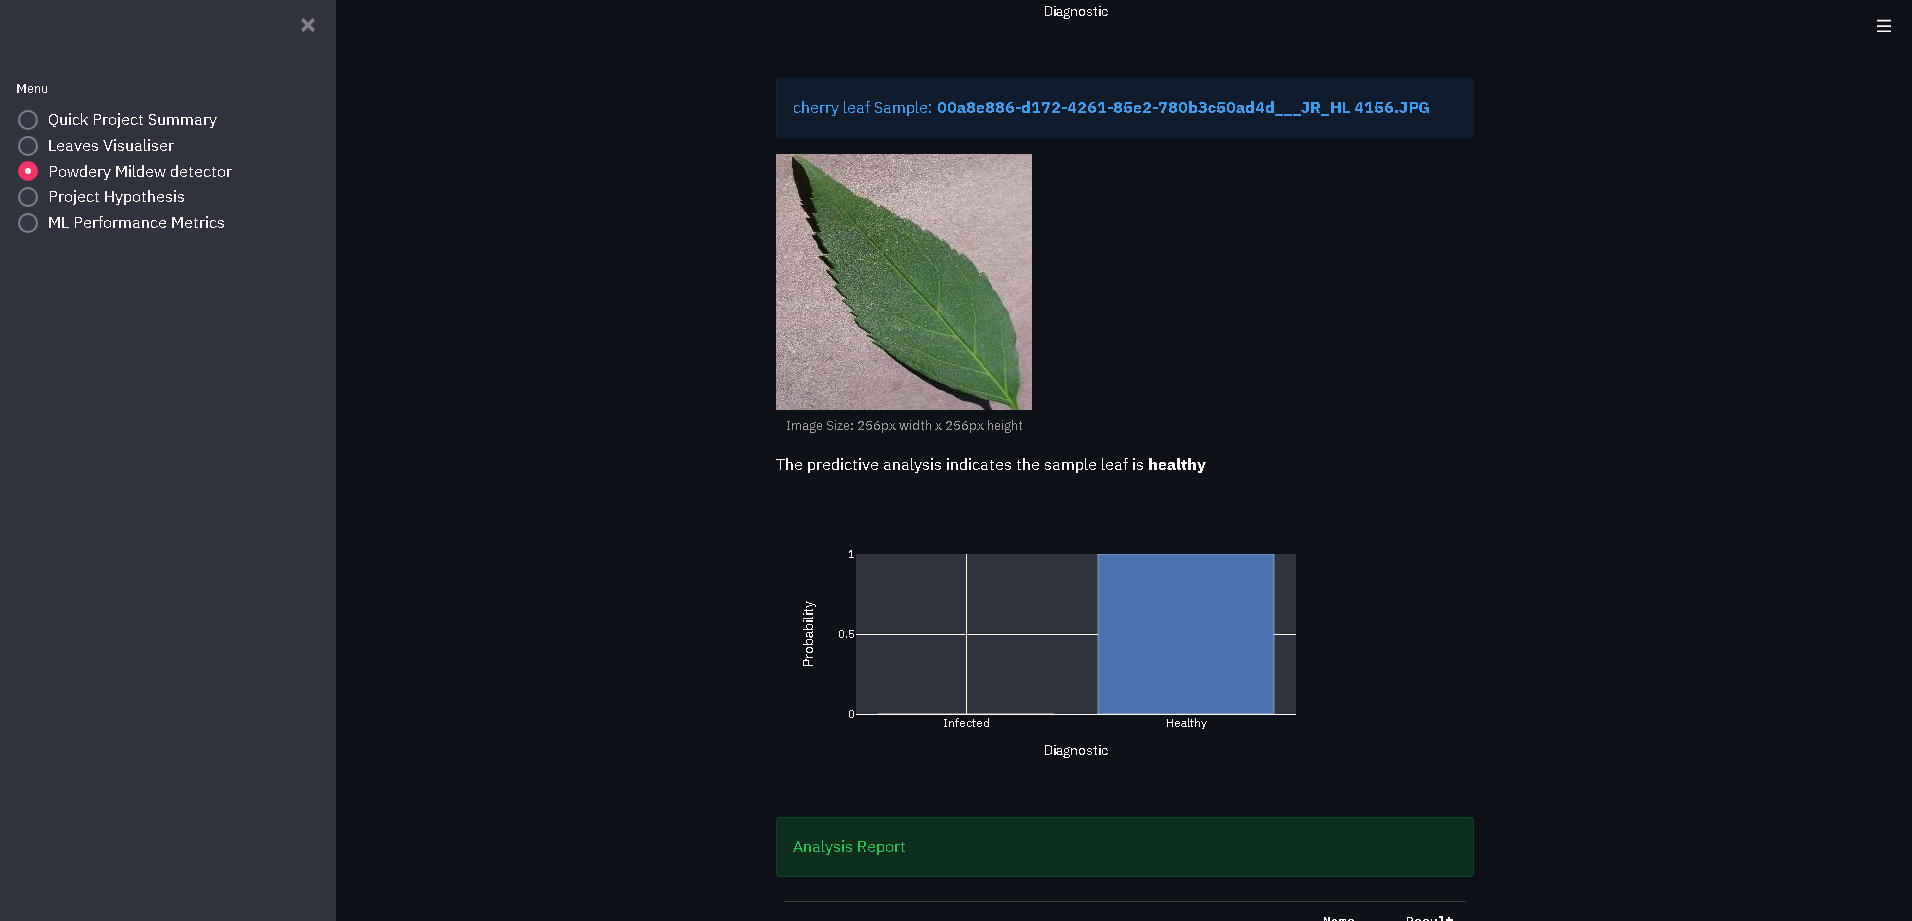 Menu
Quick Project Summary
Leaves Visualiser
Powdery Mildew detector
Project Hypothesis
ML Performance Metrics
Diagnostic
cherry leaf Sample: 00a8e886-d172-4261-85e2-780b3c50ad4d___JR_HL 4156.JPG
Image Size: 256px width x 256px height
The predictive analysis indicates the sample leaf is healthy
1
0.5
0
Probability
Infected Healthy
Diagnostic
Analysis Report
Name Result